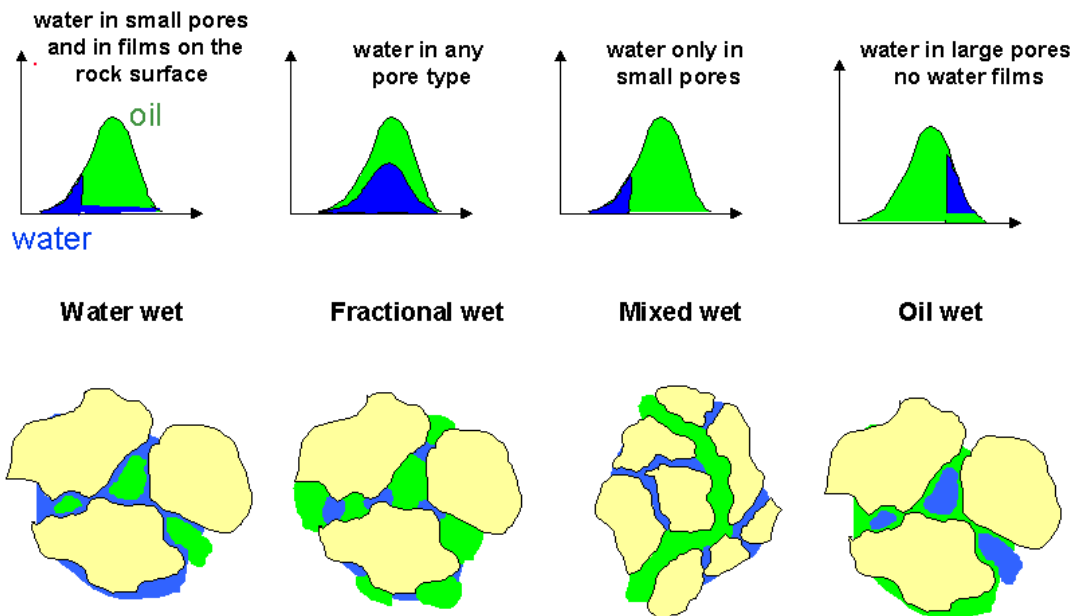 water in small pores
and in films on the
rock surface
water in any
pore type
water only in
small pores
water in large pores
no water films
oil
water
Water wet
Fractional wet
Mixed wet
Oil wet